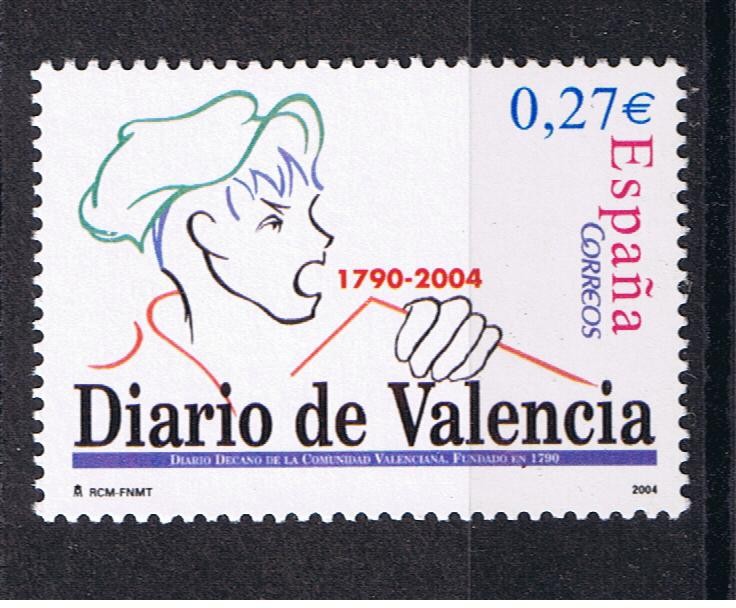 0,27€
España
CORREOS
1790-2004
Diario de Valencia
DIARIO DECANO DE LA COMUNIDAD VALENCIANA. FUNDADO EN 1790
RCM-FNMT
2004